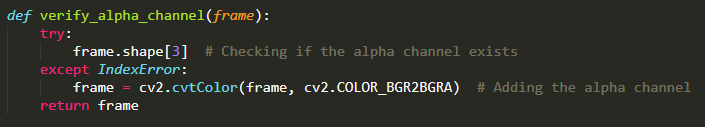 def verify_alpha_channel(frame):
    try:
        frame.shape[3]  # Checking if the alpha channel exists
    except IndexError:
        frame = cv2.cvtColor(frame, cv2.COLOR_BGR2BGRA)  # Adding the alpha channel
    return frame